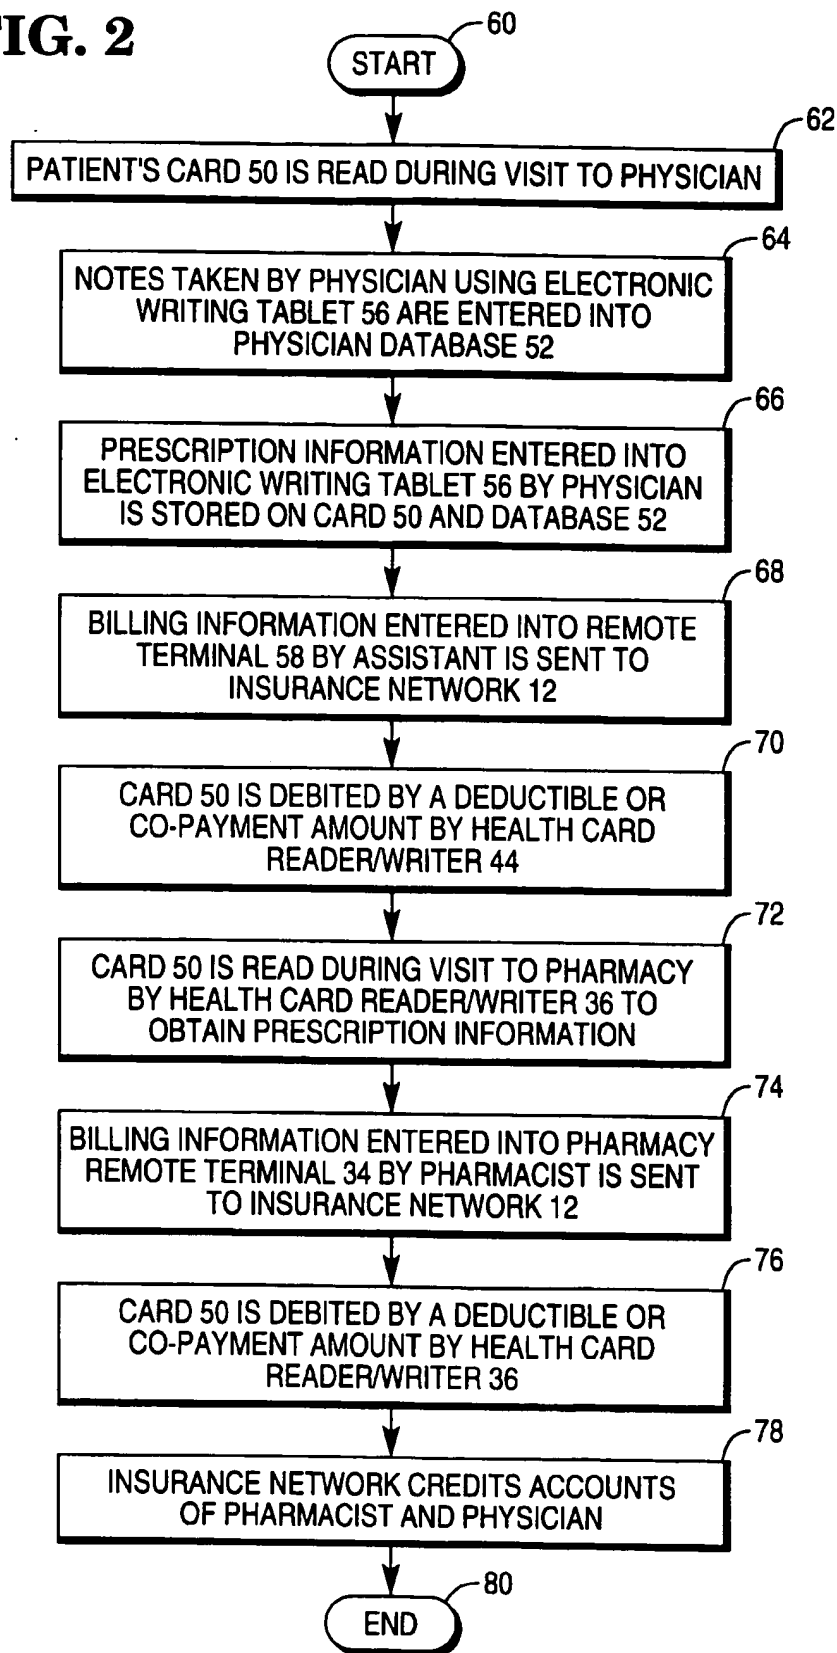 FIG. 2
60
START
62
PATIENT'S CARD 50 IS READ DURING VISIT TO PHYSICIAN
64
NOTES TAKEN BY PHYSICIAN USING ELECTRONIC
WRITING TABLET 56 ARE ENTERED INTO
PHYSICIAN DATABASE 52
66
PRESCRIPTION INFORMATION ENTERED INTO
ELECTRONIC WRITING TABLET 56 BY PHYSICIAN
IS STORED ON CARD 50 AND DATABASE 52
68
BILLING INFORMATION ENTERED INTO REMOTE
TERMINAL 58 BY ASSISTANT IS SENT TO
INSURANCE NETWORK 12
70
CARD 50 IS DEBITED BY A DEDUCTIBLE OR
CO-PAYMENT AMOUNT BY HEALTH CARD
READER/WRITER 44
72
CARD 50 IS READ DURING VISIT TO PHARMACY
BY HEALTH CARD READER/WRITER 36 TO
OBTAIN PRESCRIPTION INFORMATION
74
BILLING INFORMATION ENTERED INTO PHARMACY
REMOTE TERMINAL 34 BY PHARMACIST IS SENT
TO INSURANCE NETWORK 12
76
CARD 50 IS DEBITED BY A DEDUCTIBLE OR
CO-PAYMENT AMOUNT BY HEALTH CARD
READER/WRITER 36
78
INSURANCE NETWORK CREDITS ACCOUNTS
OF PHARMACIST AND PHYSICIAN
80
END